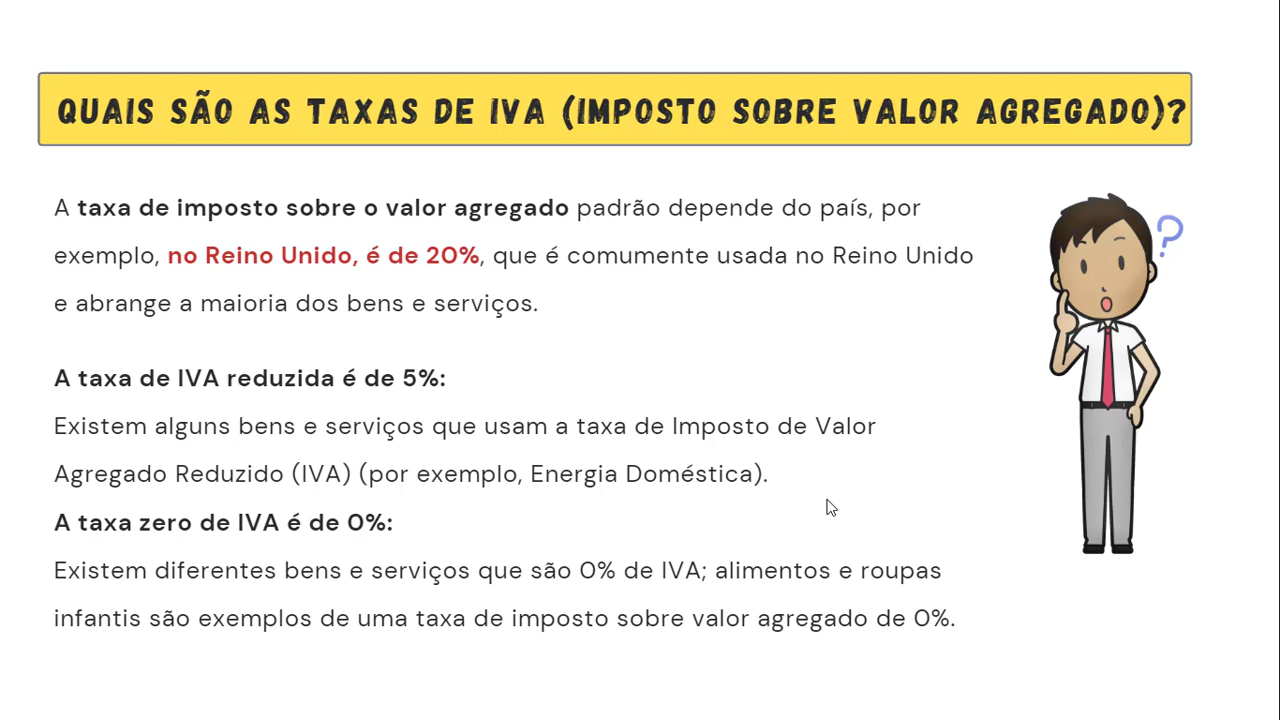 QUAIS SÃO AS TAXAS DE IVA (IMPOSTO SOBRE VALOR AGREGADO)?
A taxa de imposto sobre o valor agregado padrão depende do país, por
exemplo, no Reino Unido, é de 20%, que é comumente usada no Reino Unido
e abrange a maioria dos bens e serviços.
A taxa de IVA reduzida é de 5%:
Existem alguns bens e serviços que usam a taxa de Imposto de Valor
Agregado Reduzido (IVA) (por exemplo, Energia Doméstica).
A taxa zero de IVA é de 0%:
Existem diferentes bens e serviços que são 0% de IVA; alimentos e roupas
infantis são exemplos de uma taxa de imposto sobre valor agregado de 0%.
?